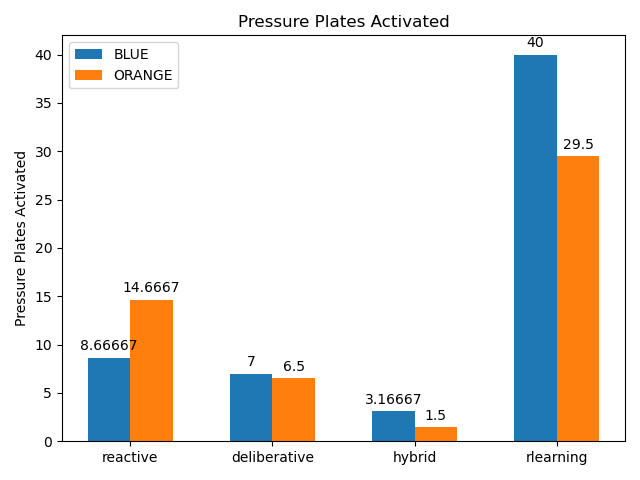 Pressure Plates Activated
BLUE
ORANGE
Pressure Plates Activated
40
35
30
25
20
15
10
5
0
8.66667
14.6667
7
6.5
3.16667
1.5
40
29.5
reactive
deliberative
hybrid
rlearning